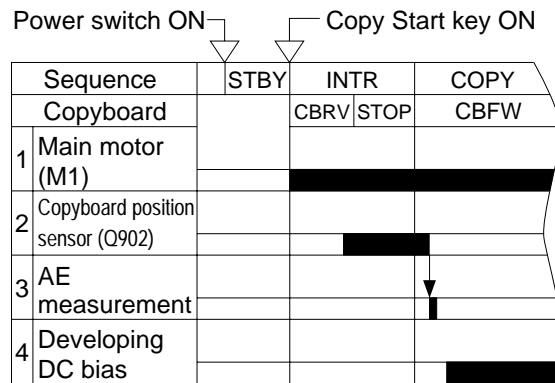 Power switch ON
Copy Start key ON
Sequence STBY INTR COPY
Copyboard CBRV STOP CBFW
1 Main motor
(M1)
2 Copyboard position
sensor (Q902)
3 AE
measurement
4 Developing
DC bias